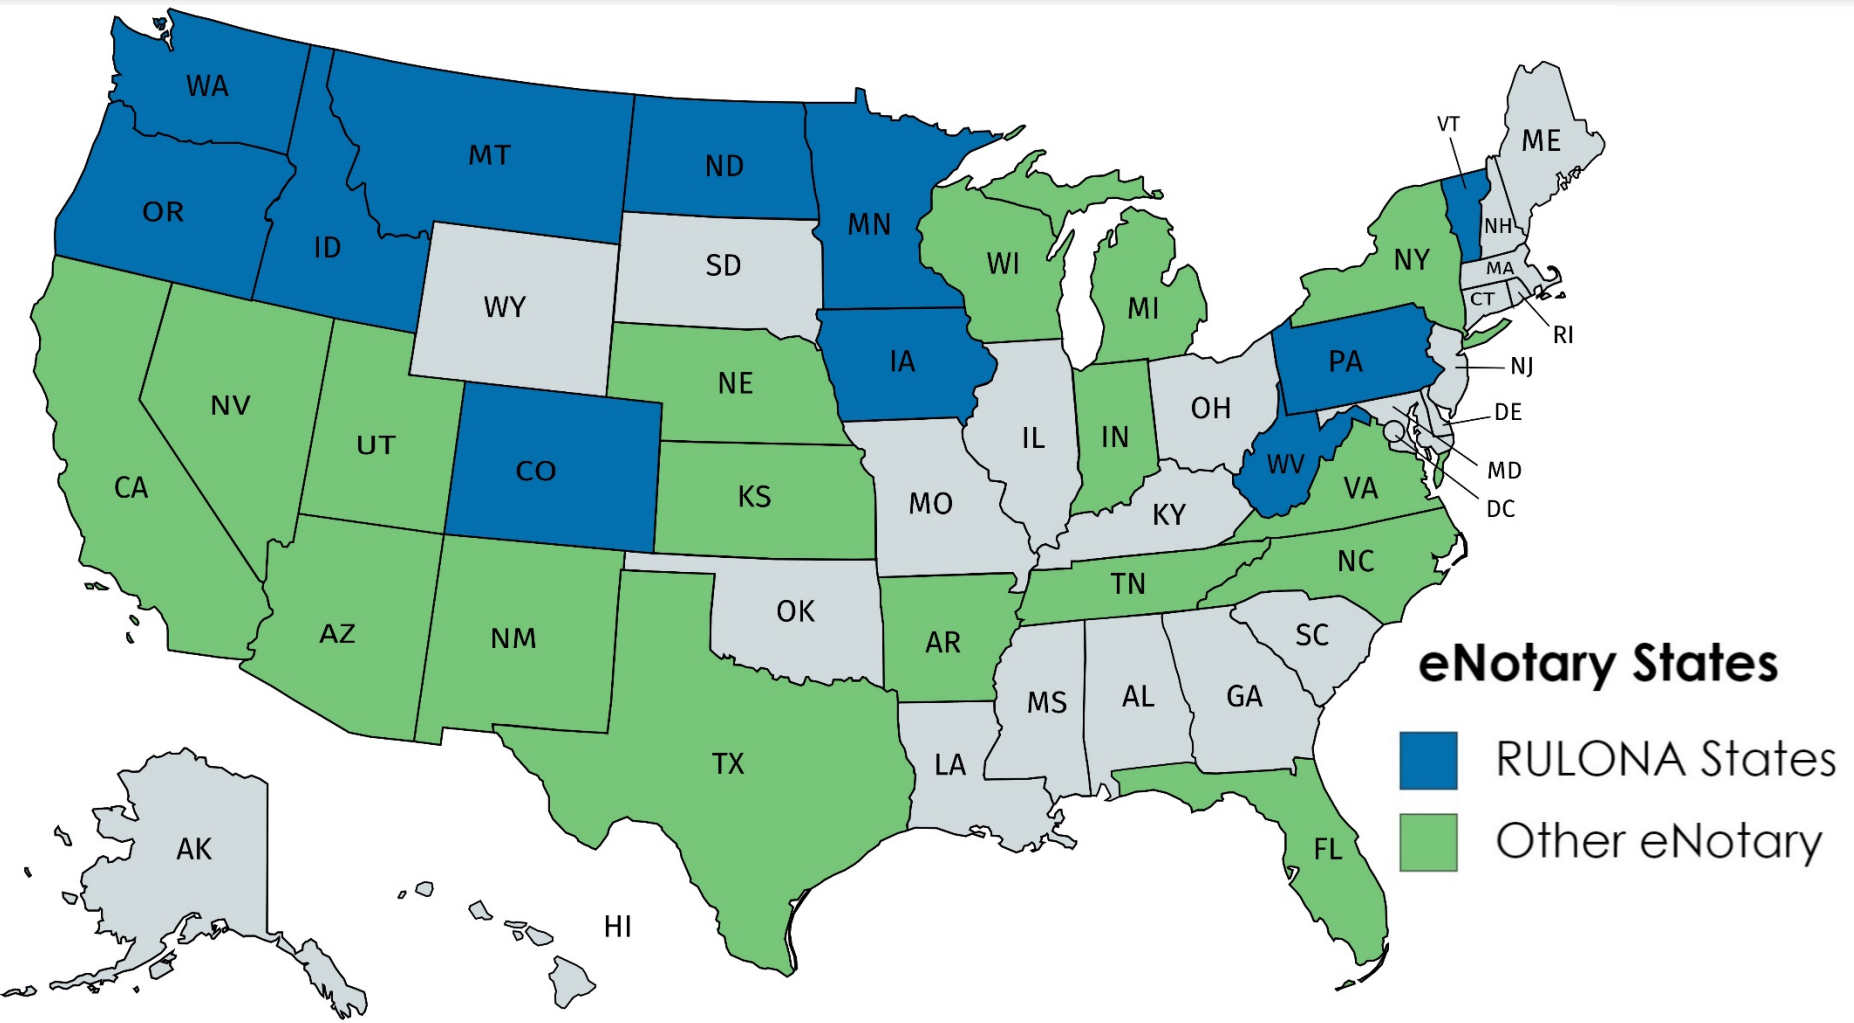 WA
MT
ND
MN
OR
ID
WY
SD
WI
MI
VT
ME
NH
NY
MA
CT
RI
PA
NJ
IA
NE
NV
UT
CO
CA
KS
MO
IL
IN
OH
WV
VA
DE
MD
DC
KY
NC
TN
AZ
NM
OK
AR
SC
MS
AL
GA
TX
LA
FL
AK
HI
eNotary States
RULONA States
Other eNotary